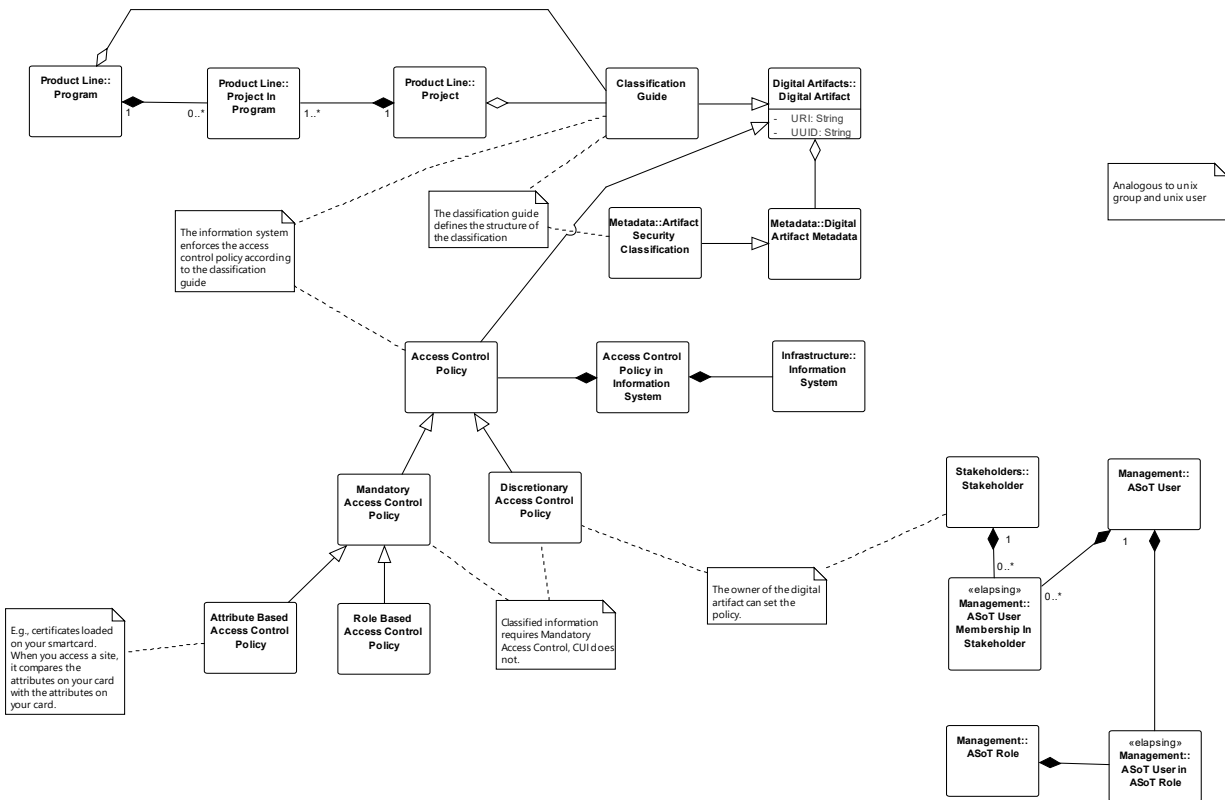 Product Line::
Program
1
0..*
Product Line::
Project In
Program
1..*
1
Product Line::
Project
Classification
Guide
Digital Artifacts::
Digital Artifact
- URI: String
- UUID: String
Analogous to unix
group and unix user
The information system
enforces the access
control policy according
to the classification
guide
The classification guide
defines the structure of
the classification
Metadata::Artifact
Security
Classification
Metadata::Digital
Artifact Metadata
Access Control
Policy
Access Control
Policy in
Information
System
Infrastructure::
Information
System
Mandatory
Access Control
Policy
Discretionary
Access Control
Policy
Stakeholders::
Stakeholder
Management::
ASoT User
1
0..*
1
0..*
«elapsing»
Management::
ASoT User
Membership In
Stakeholder
The owner of the digital
artifact can set the
policy.
E.g., certificates loaded
on your smartcard.
When you access a site,
it compares the
attributes on your card
with the attributes on
your card.
Attribute Based
Access Control
Policy
Role Based
Access Control
Policy
Classified information
requires Mandatory
Access Control, CUI does
not.
Management::
ASoT Role
«elapsing»
Management::
ASoT User in
ASoT Role